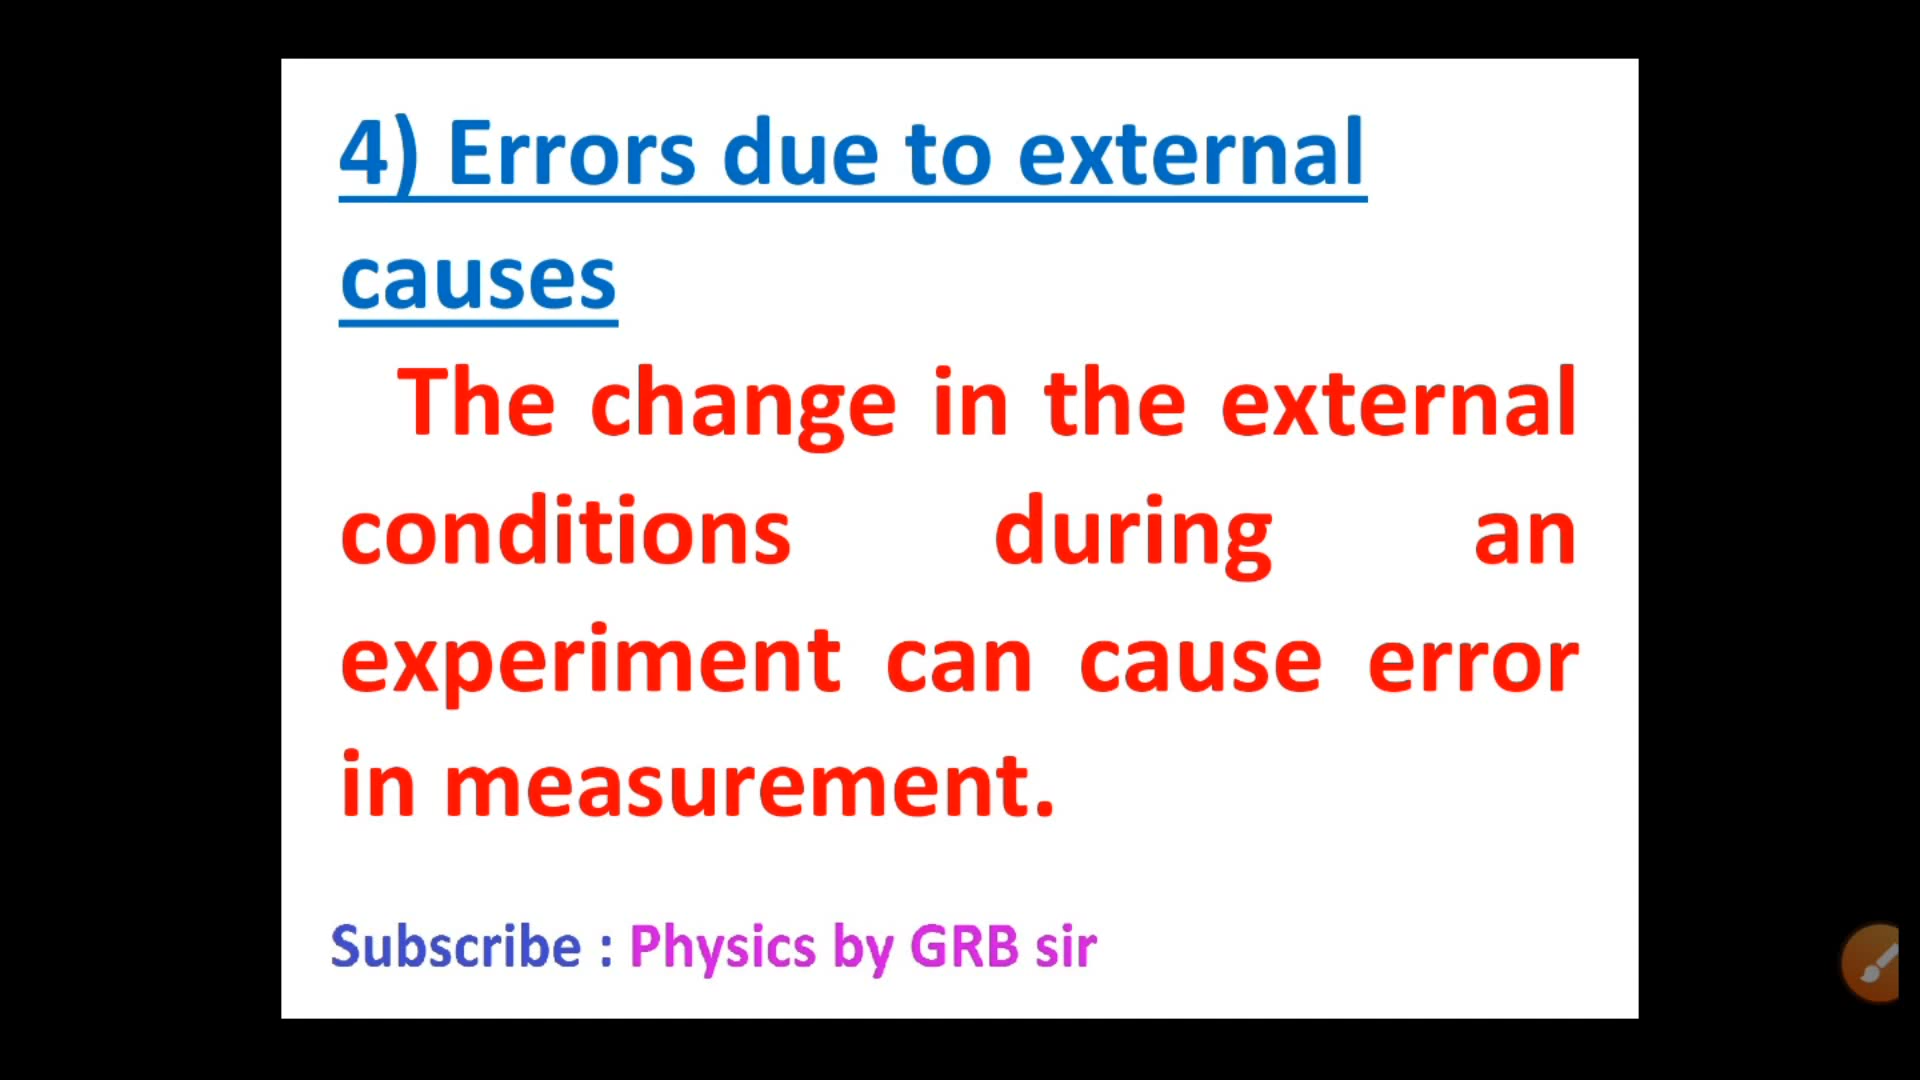 4) Errors due to external
causes
The change in the external
conditions during an
experiment can cause error
in measurement.
Subscribe : Physics by GRB sir